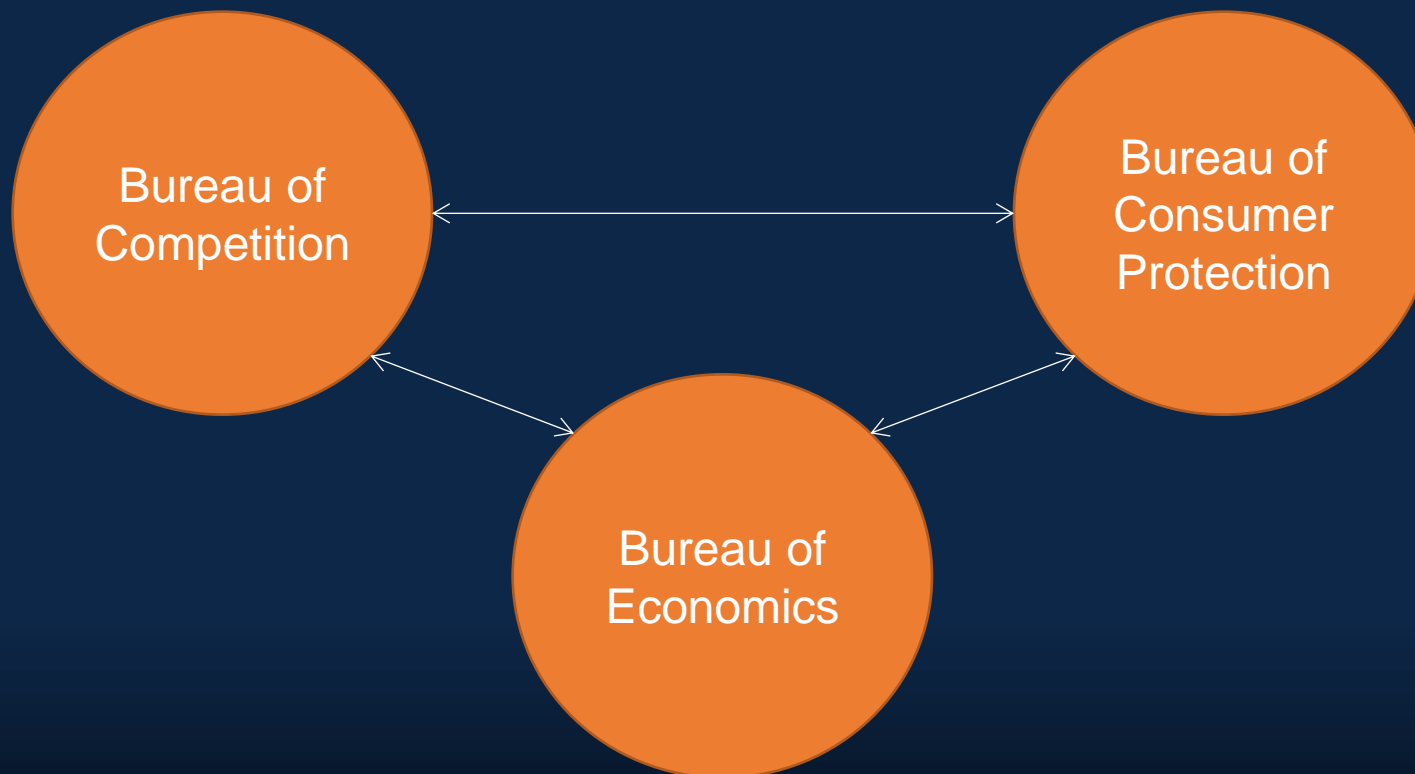 Bureau of
Competition
Bureau of
Consumer
Protection
Bureau of
Economics